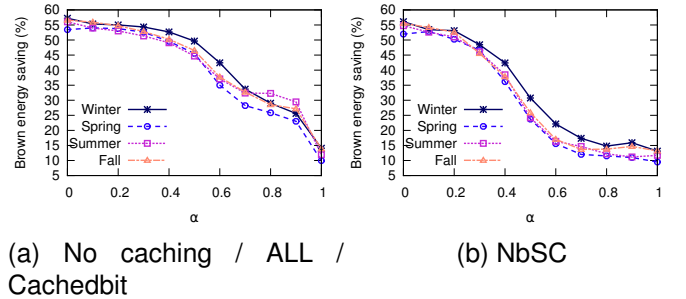 Brown energy saving (%)
60
55
50
45
40
35
30
25
20
15
10
5
Winter
Spring
Summer
Fall
0 0.2 0.4 0.6 0.8 1
α
(a) No caching / ALL /
Cachedbit
Brown energy saving (%)
60
55
50
45
40
35
30
25
20
15
10
5
Winter
Spring
Summer
Fall
0 0.2 0.4 0.6 0.8 1
α
(b) NbSC